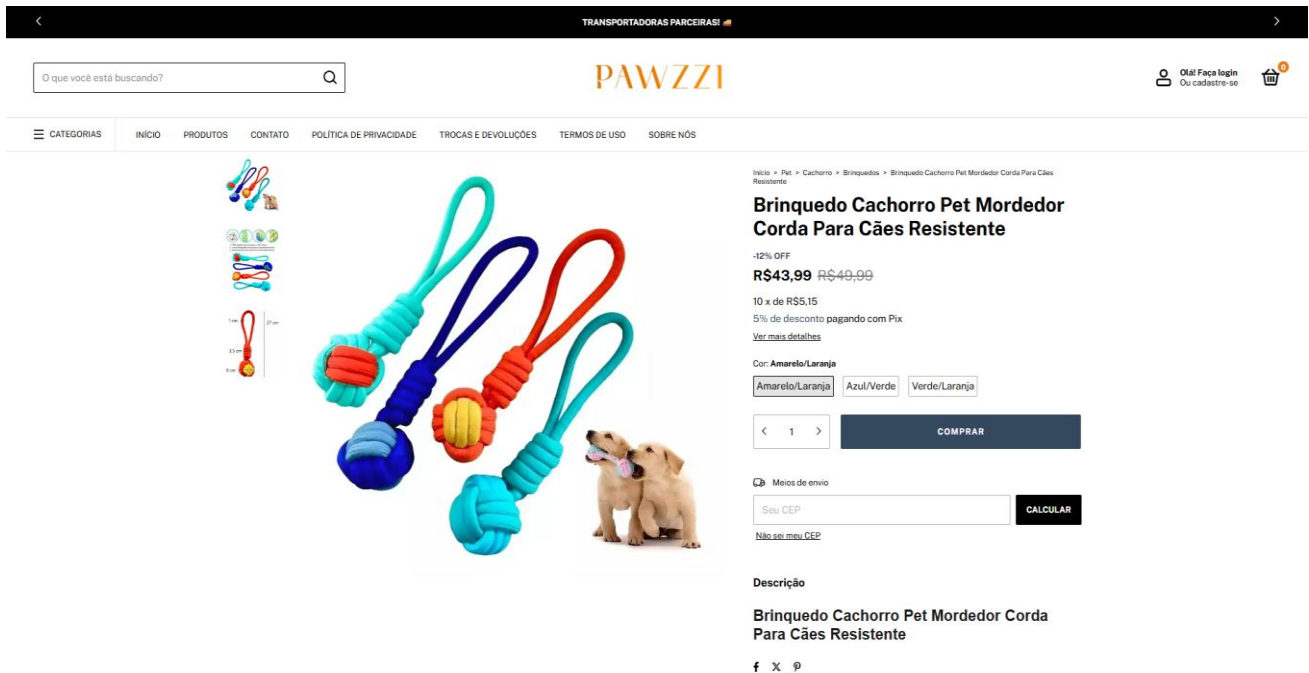 TRANSPORTADORAS PARCEIRAS! 🚚
O que você está buscando?
PAWZZI
Olá! Faça login
Ou cadastre-se
0
CATEGORIAS
INÍCIO
PRODUTOS
CONTATO
POLÍTICA DE PRIVACIDADE
TROCAS E DEVOLUÇÕES
TERMOS DE USO
SOBRE NÓS
Início > Pet > Cachorro > Brinquedos > Brinquedo Cachorro Pet Mordedor Corda Para Cães
Resistente
Brinquedo Cachorro Pet Mordedor
Corda Para Cães Resistente
-12% OFF
R$43,99 R$49,99
10 x de R$5,15
5% de desconto pagando com Pix
Ver mais detalhes
Cor: Amarelo/Laranja
Amarelo/Laranja
Azul/Verde
Verde/Laranja
1
COMPRAR
Meios de envio
Seu CEP
CALCULAR
Não sei meu CEP
Descrição
Brinquedo Cachorro Pet Mordedor Corda
Para Cães Resistente